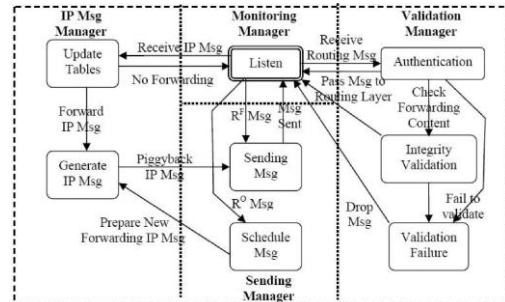 IP Msg
Manager
Monitoring
Manager
Validation
Manager
Update
Tables
Receive IP Msg
No Forwarding
Listen
Receive
Routing Msg
Authentication
Pass Msg to
Routing Layer
Check
Forwarding
Content
Forward
IP Msg
R^F Msg
Msg
Sent
Generate
IP Msg
Piggyback
IP Msg
Sending
Msg
Integrity
Validation
R^O Msg
Drop
Msg
Fail to
validate
Prepare New
Forwarding IP Msg
Schedule
Msg
Validation
Failure
Sending
Manager